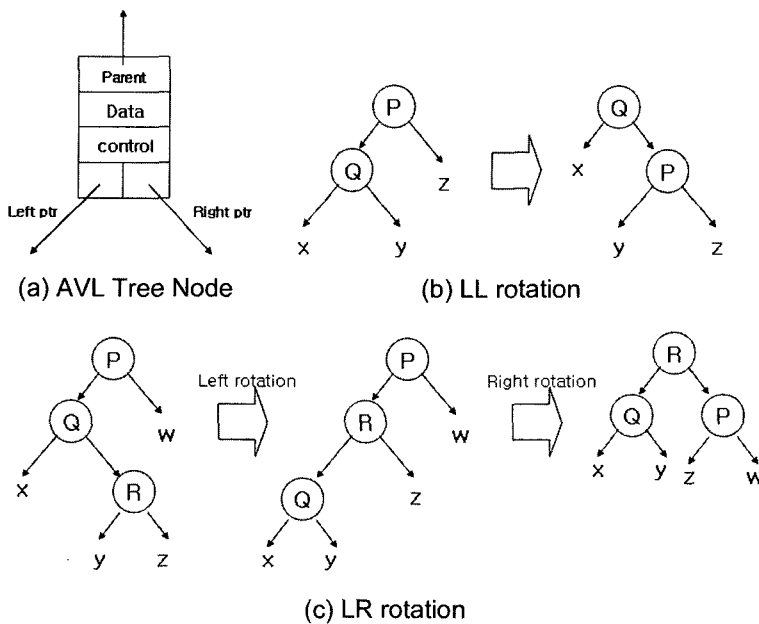 Parent
Data
control
Left ptr
Right ptr
(a) AVL Tree Node
P
Q
z
x
y
Q
x
P
y
z
(b) LL rotation
P
Q
w
x
R
y
z
Left rotation
P
R
w
Q
z
x
y
Right rotation
R
Q
P
x
y
z
w
(c) LR rotation